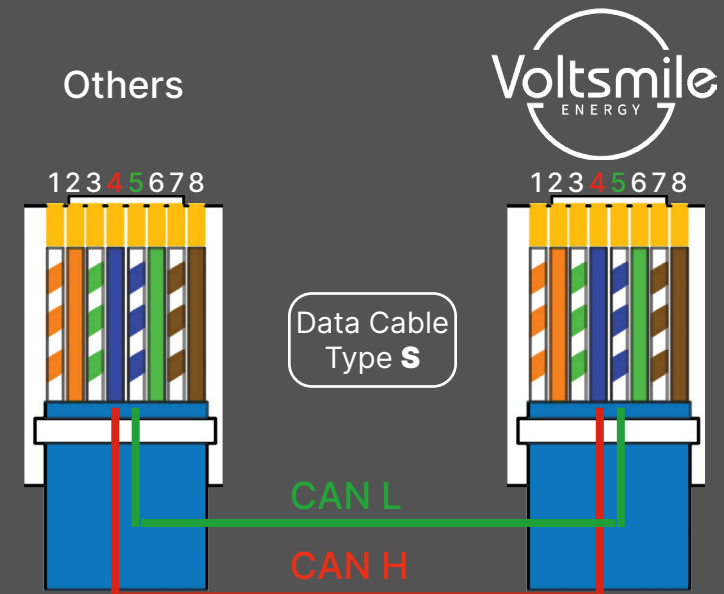 Others
Voltsmile
ENERGY
12345678
12345678
Data Cable
Type S
CAN L
CAN H